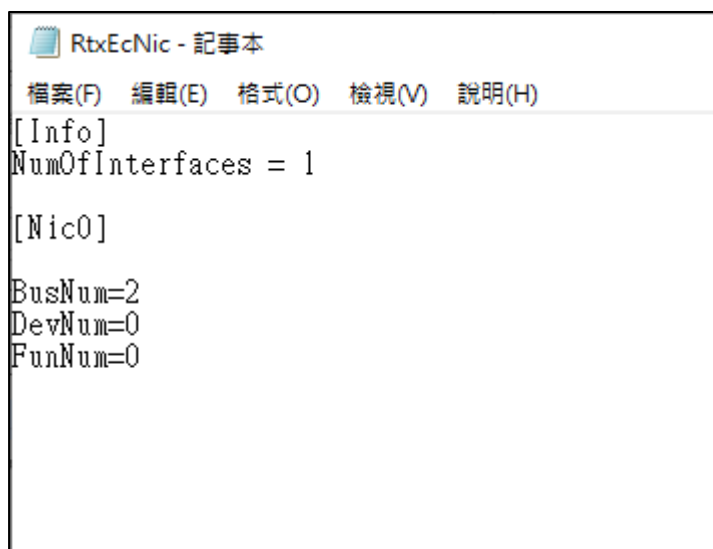 RtxEcNic - 記事本
檔案(F) 編輯(E) 格式(O) 檢視(V) 說明(H)
[Info]
NumOfInterfaces = 1
[Nic0]
BusNum=2
DevNum=0
FunNum=0